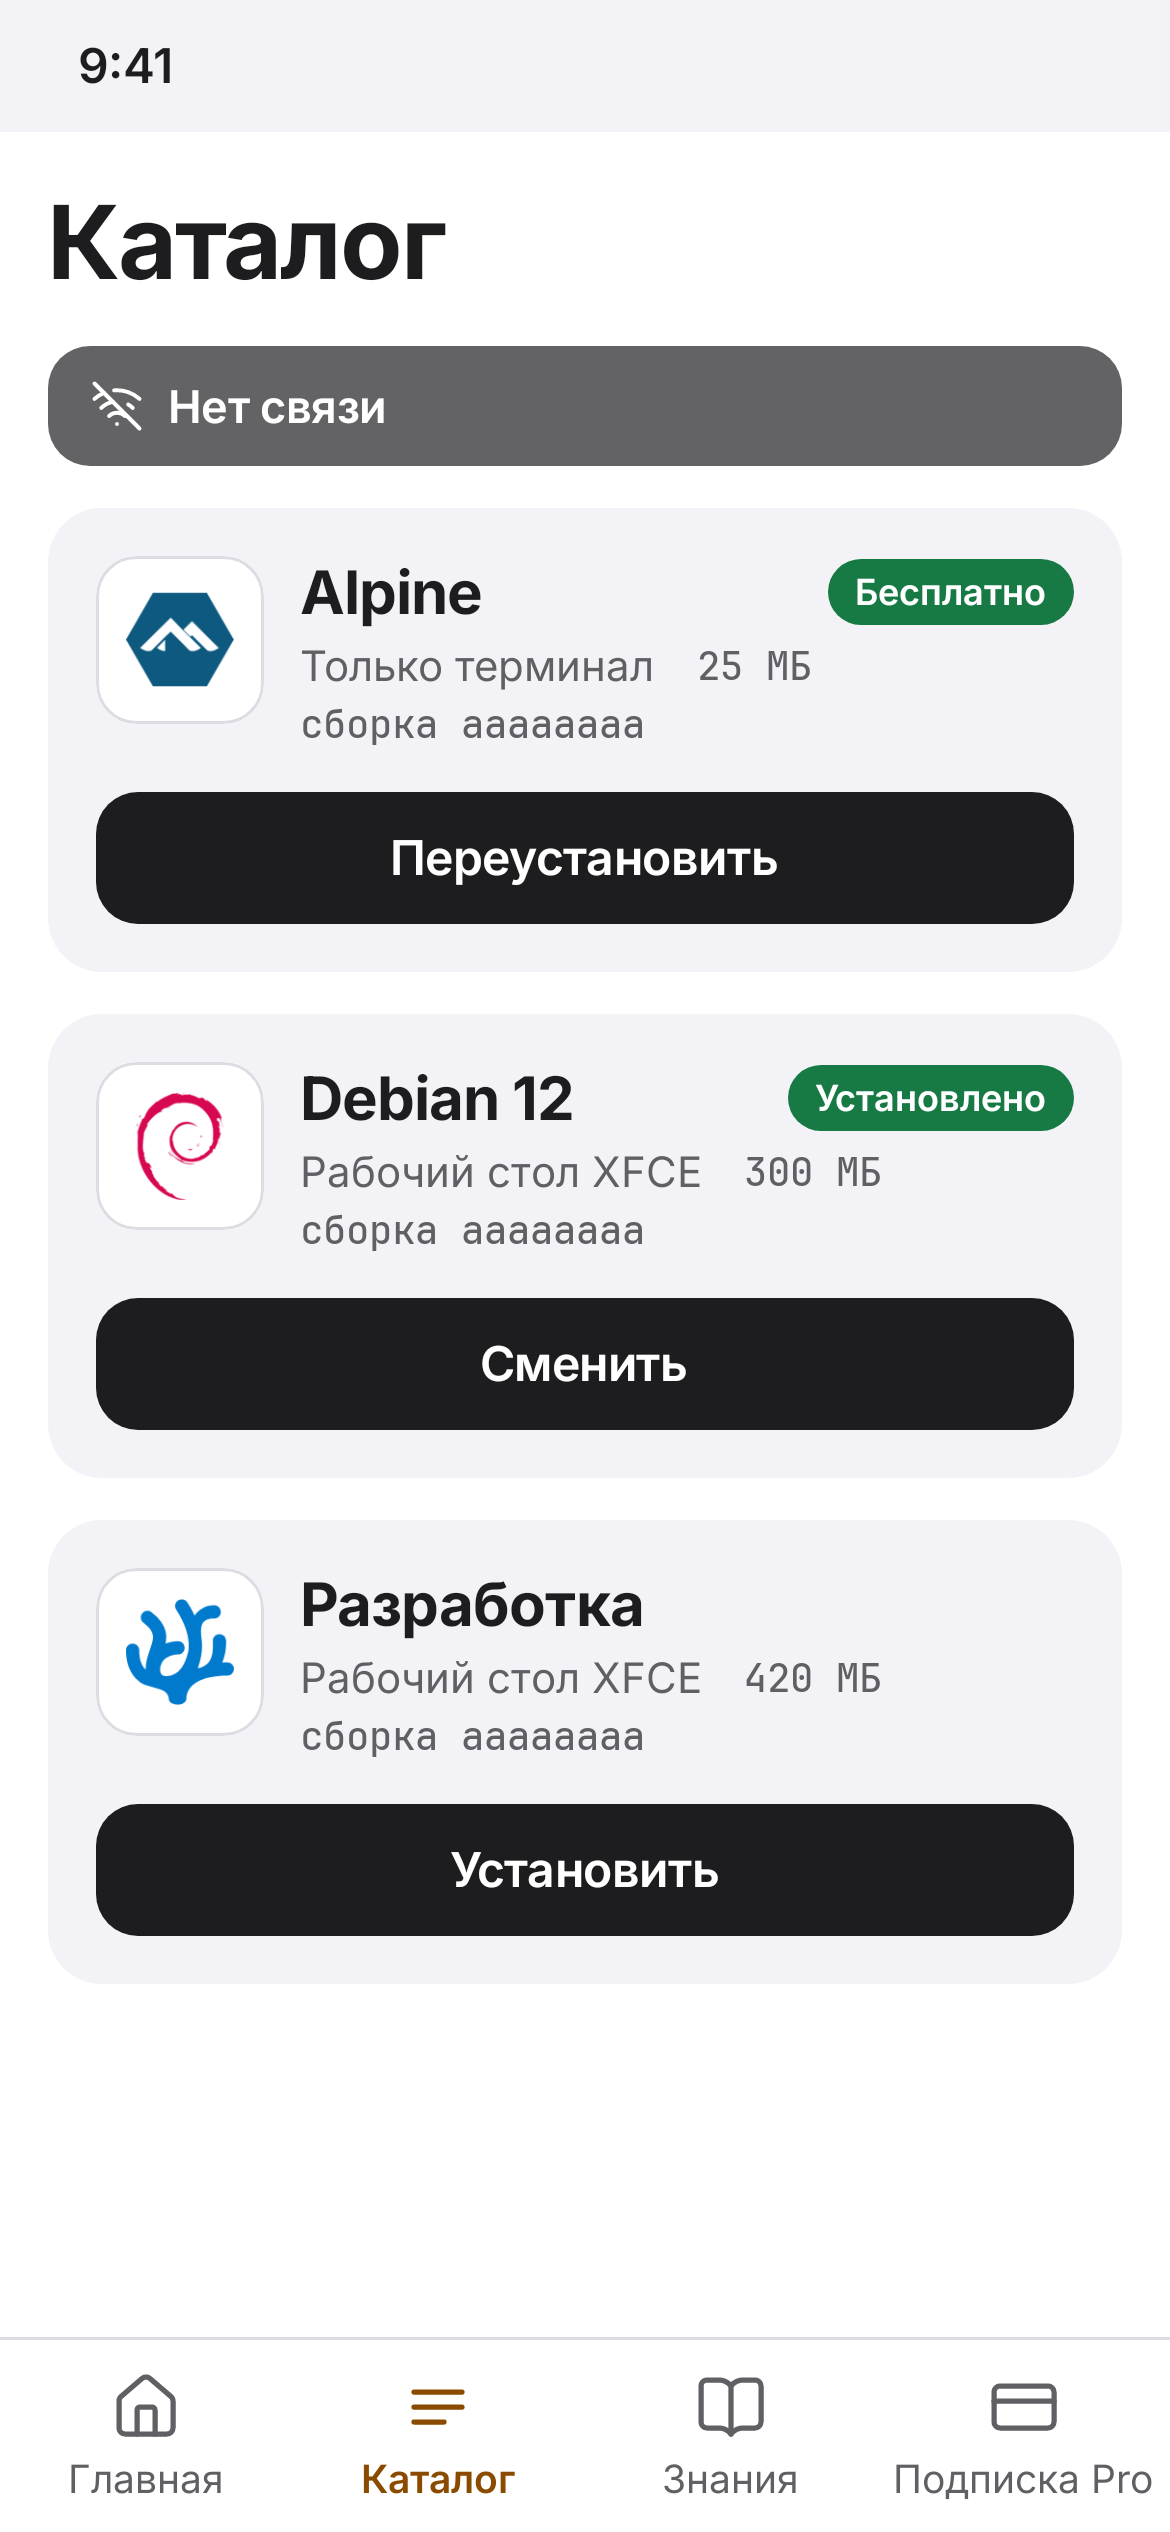 9:41
Каталог
Нет связи
Alpine
Бесплатно
Только терминал 25 МБ
сборка aaaaaaaa
Переустановить
Debian 12
Установлено
Рабочий стол XFCE 300 МБ
сборка aaaaaaaa
Сменить
Разработка
Рабочий стол XFCE 420 МБ
сборка aaaaaaaa
Установить
Главная
Каталог
Знания
Подписка Pro